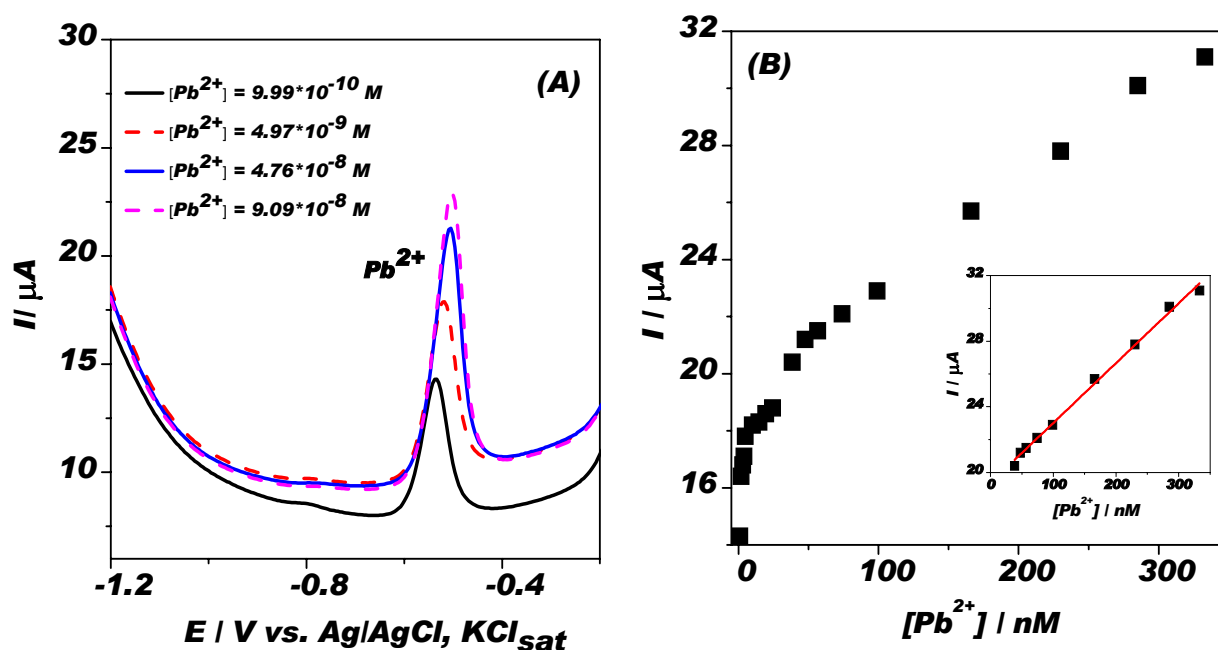 (A)
[Pb2+] = 9.99*10-10 M
[Pb2+] = 4.97*10-9 M
[Pb2+] = 4.76*10-8 M
[Pb2+] = 9.09*10-8 M
Pb2+
30
25
20
15
10
I/ μA
-1.2
-0.8
-0.4
E / V vs. Ag/AgCl, KClsat
(B)
32
28
24
20
16
I / μA
0
100
200
300
[Pb2+] / nM
32
28
24
20
I / μA
0
100
200
300
[Pb2+] / nM